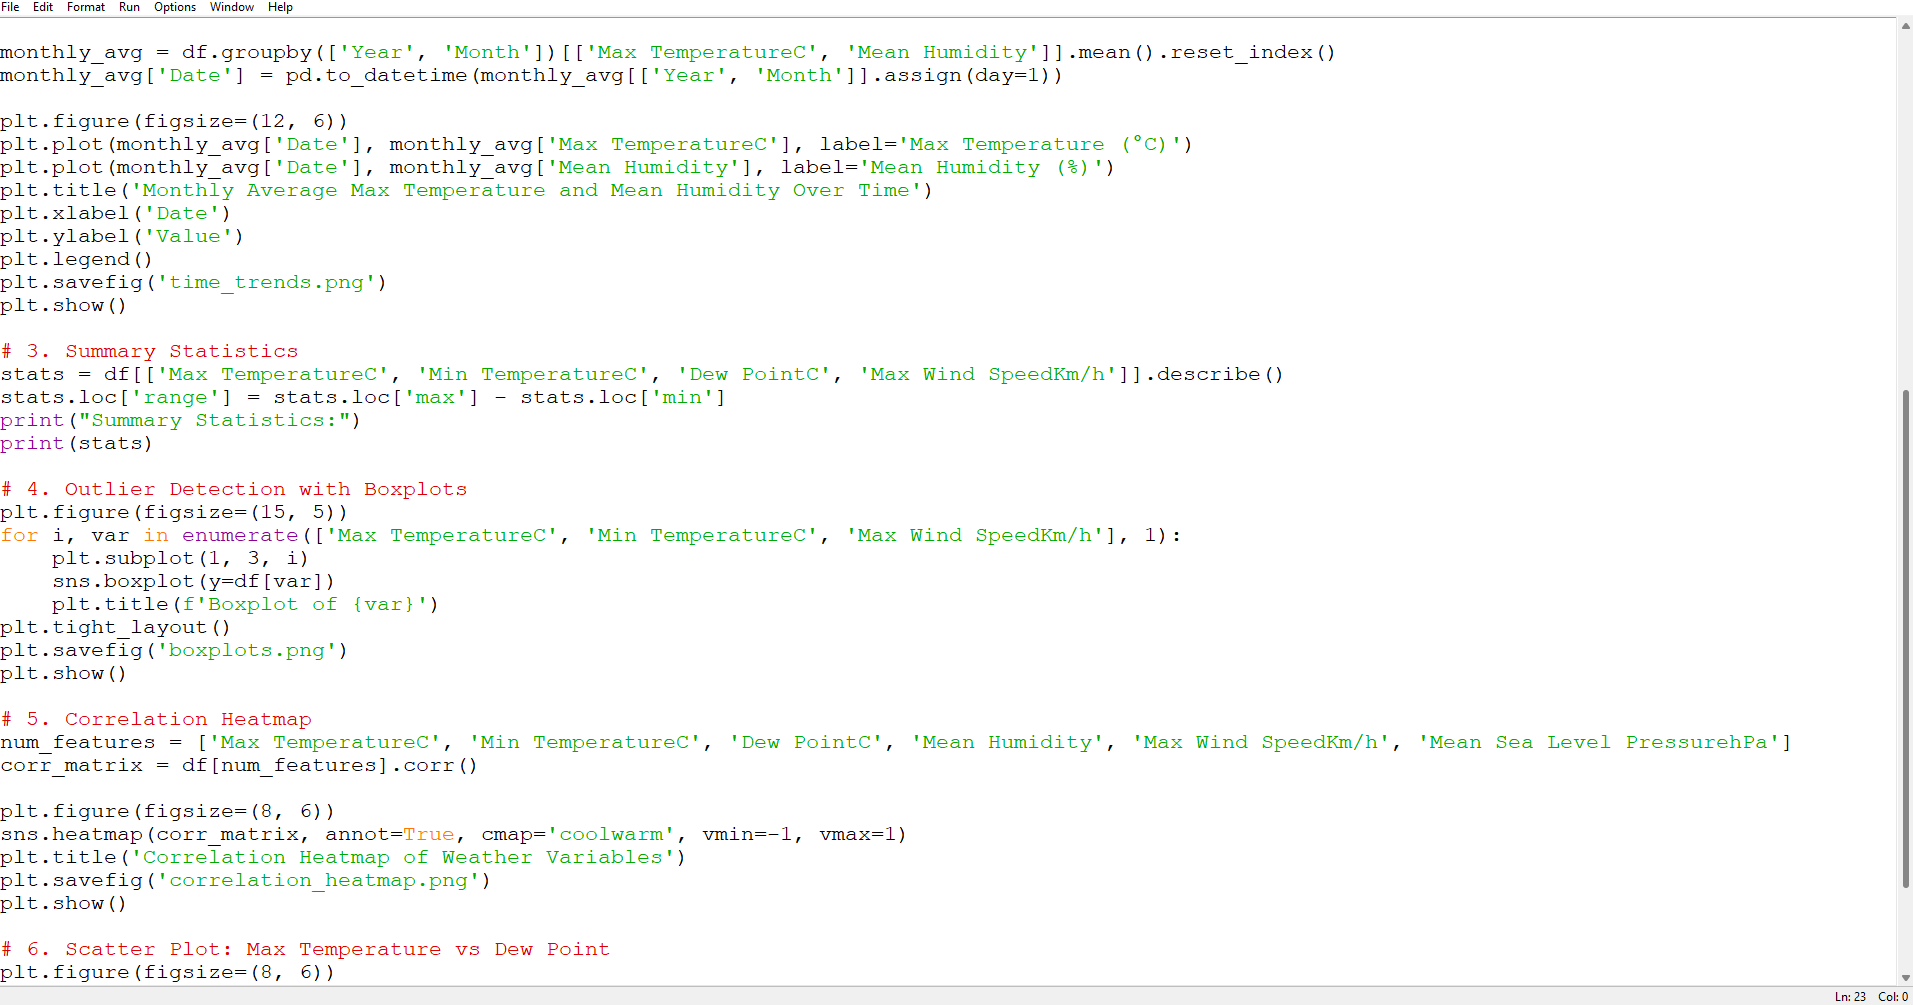 File Edit Format Run Options Window Help
monthly_avg = df.groupby(['Year', 'Month'])[['Max TemperatureC', 'Mean Humidity']].mean().reset_index()
monthly_avg['Date'] = pd.to_datetime(monthly_avg[['Year', 'Month']].assign(day=1))

plt.figure(figsize=(12, 6))
plt.plot(monthly_avg['Date'], monthly_avg['Max TemperatureC'], label='Max Temperature (°C)')
plt.plot(monthly_avg['Date'], monthly_avg['Mean Humidity'], label='Mean Humidity (%)')
plt.title('Monthly Average Max Temperature and Mean Humidity Over Time')
plt.xlabel('Date')
plt.ylabel('Value')
plt.legend()
plt.savefig('time_trends.png')
plt.show()

# 3. Summary Statistics
stats = df[['Max TemperatureC', 'Min TemperatureC', 'Dew PointC', 'Max Wind SpeedKm/h']].describe()
stats.loc['range'] = stats.loc['max'] - stats.loc['min']
print("Summary Statistics:")
print(stats)

# 4. Outlier Detection with Boxplots
plt.figure(figsize=(15, 5))
for i, var in enumerate(['Max TemperatureC', 'Min TemperatureC', 'Max Wind SpeedKm/h'], 1):
    plt.subplot(1, 3, i)
    sns.boxplot(y=df[var])
    plt.title(f'Boxplot of {var}')
plt.tight_layout()
plt.savefig('boxplots.png')
plt.show()

# 5. Correlation Heatmap
num_features = ['Max TemperatureC', 'Min TemperatureC', 'Dew PointC', 'Mean Humidity', 'Max Wind SpeedKm/h', 'Mean Sea Level PressurehPa']
corr_matrix = df[num_features].corr()

plt.figure(figsize=(8, 6))
sns.heatmap(corr_matrix, annot=True, cmap='coolwarm', vmin=-1, vmax=1)
plt.title('Correlation Heatmap of Weather Variables')
plt.savefig('correlation_heatmap.png')
plt.show()

# 6. Scatter Plot: Max Temperature vs Dew Point
plt.figure(figsize=(8, 6))
Ln: 23 Col: 0